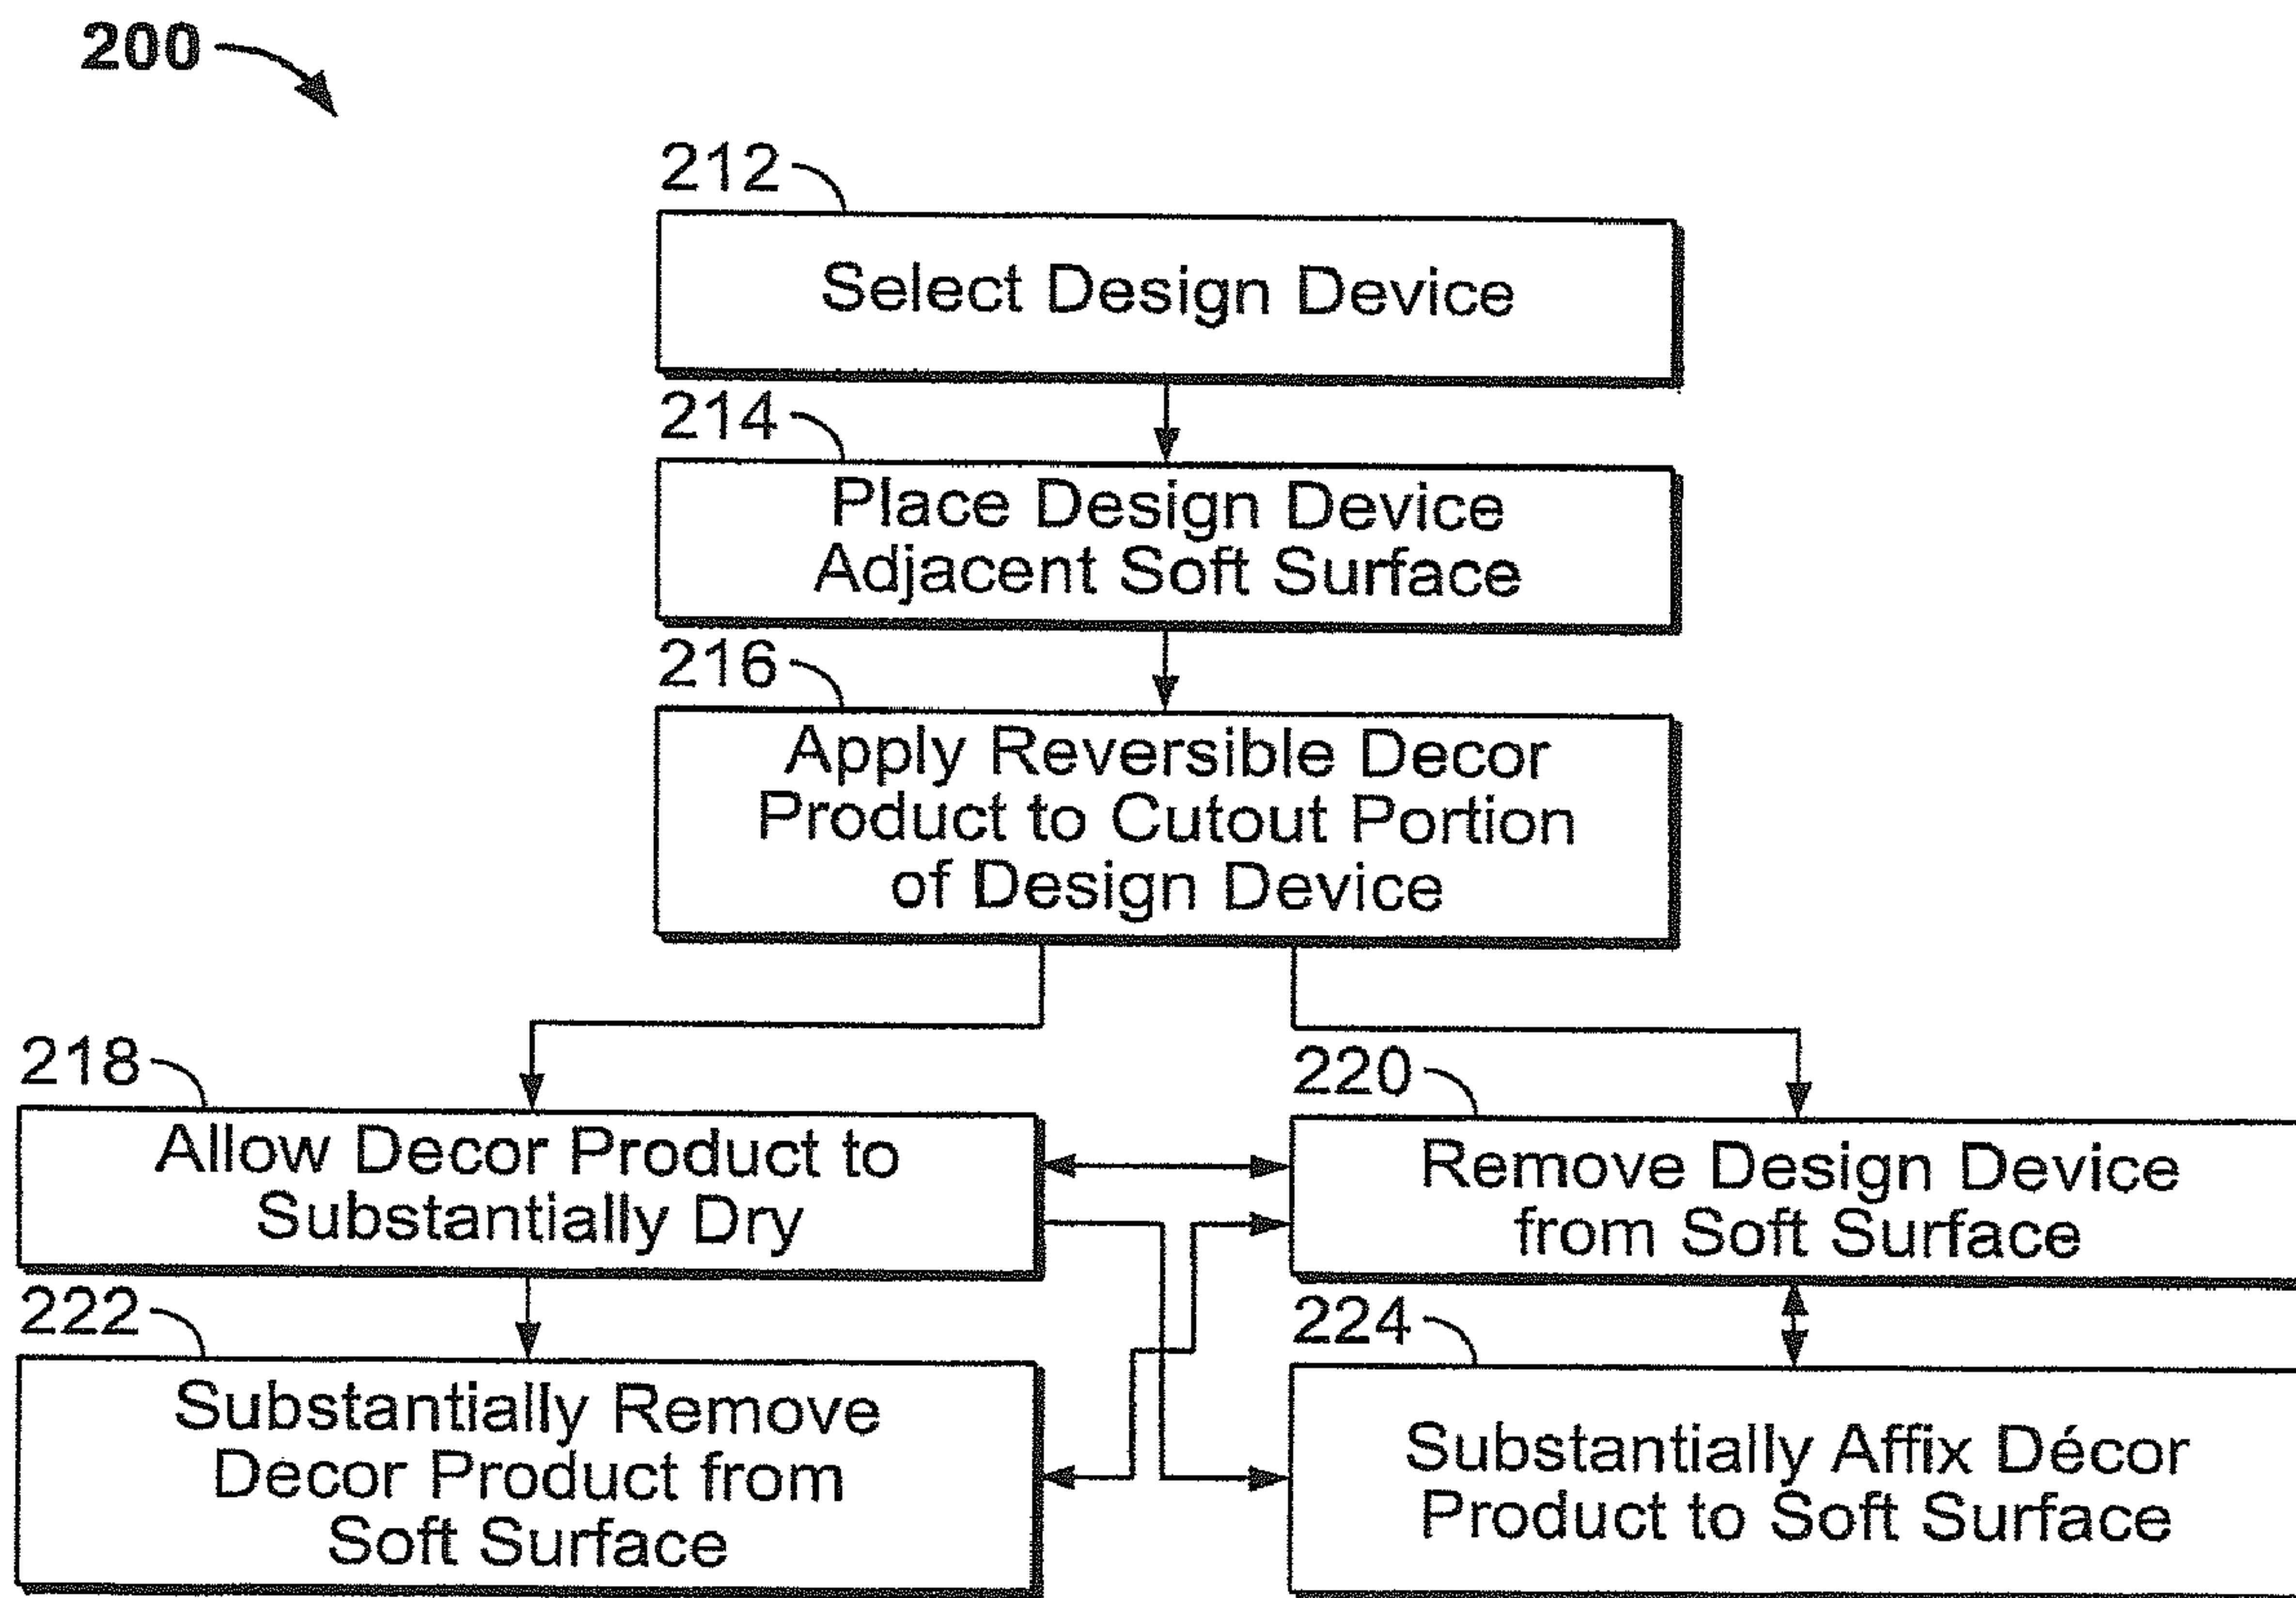 200
212
Select Design Device
214
Place Design Device
Adjacent Soft Surface
216
Apply Reversible Decor
Product to Cutout Portion
of Design Device
218
Allow Decor Product to
Substantially Dry
220
Remove Design Device
from Soft Surface
222
Substantially Remove
Decor Product from
Soft Surface
224
Substantially Affix Décor
Product to Soft Surface